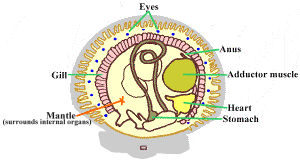 Eyes
Anus
Gill
Adductor muscle
Heart
Mantle
(surrounds internal organs)
Stomach